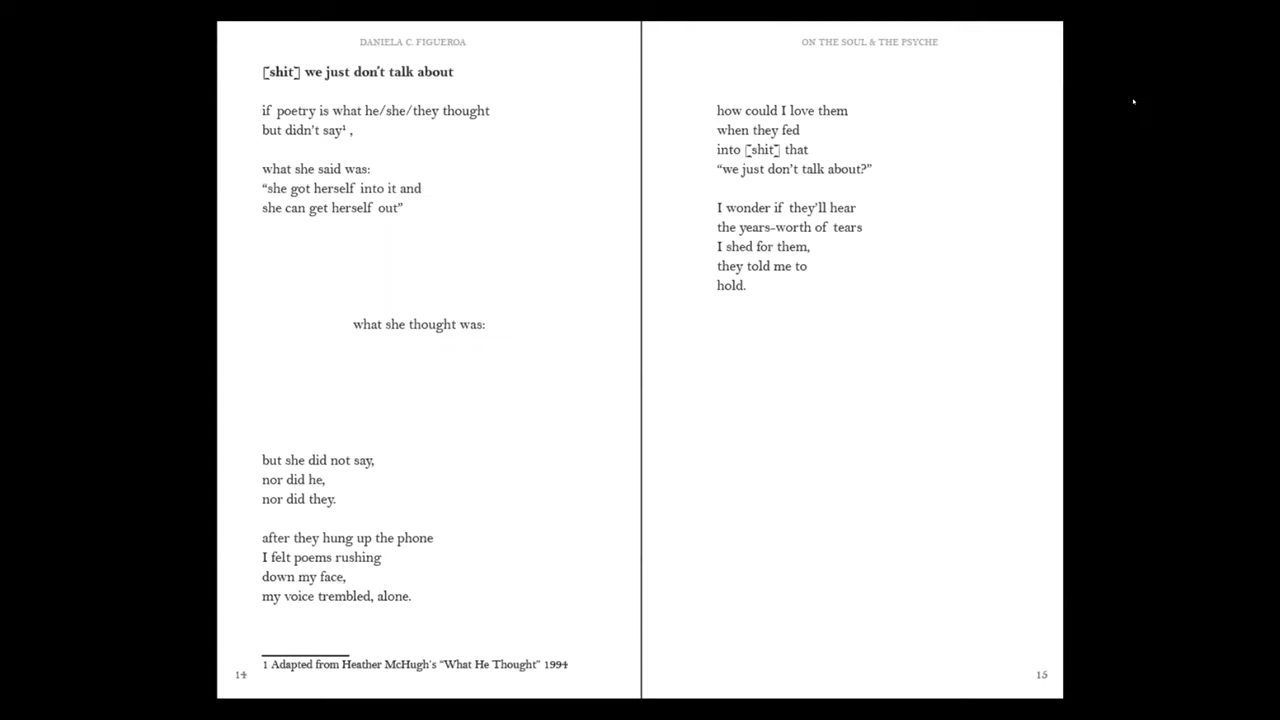 DANIELA C. FIGUEROA
[shit] we just don't talk about
if poetry is what he/she/they thought
but didn't say¹ ,
what she said was:
“she got herself into it and
she can get herself out”
what she thought was:
but she did not say,
nor did he,
nor did they.
after they hung up the phone
I felt poems rushing
down my face,
my voice trembled, alone.
1 Adapted from Heather McHugh's “What He Thought” 1994
14
ON THE SOUL & THE PSYCHE
how could I love them
when they fed
into [shit] that
“we just don't talk about?”
I wonder if they'll hear
the years-worth of tears
I shed for them,
they told me to
hold.
15